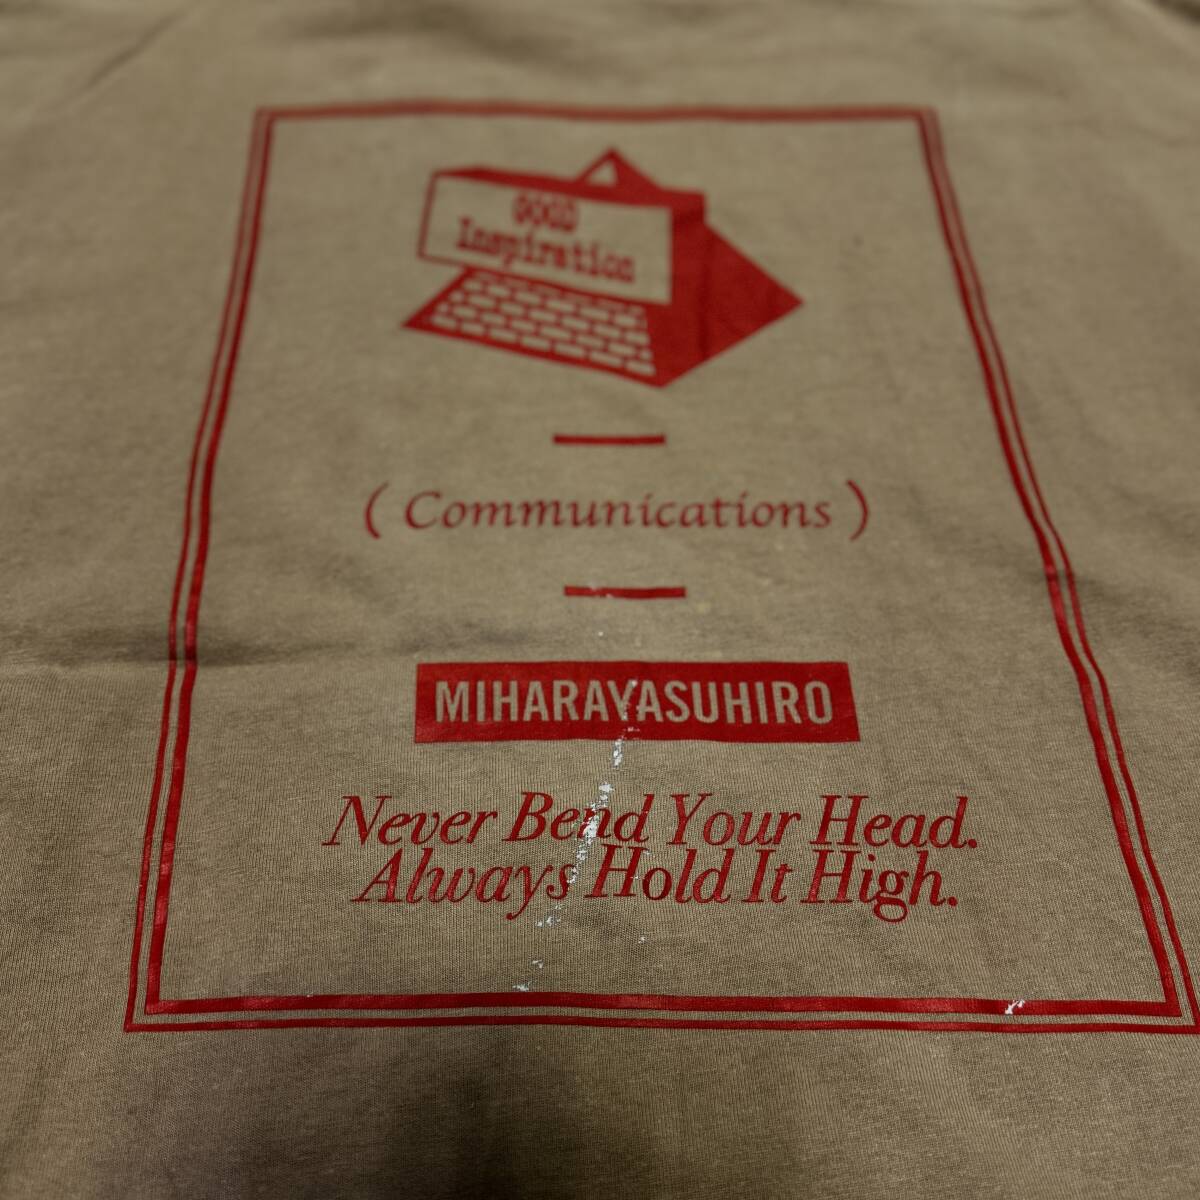 GOOD
Inspiration
( Communications )
MIHARAYASUHIRO
Never Bend Your Head.
Always Hold It High.